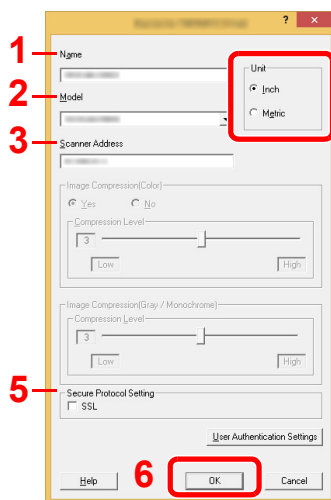 ? x
1
Name
Unit
Inch
Metric
2
Model
3
Scanner Address
Image Compression(Color)
Yes No
Compression Level
3
Low High
Image Compression(Gray / Monochrome)
Compression Level
3
Low High
5
Secure Protocol Setting
SSL
User Authentication Settings
6
Help OK Cancel